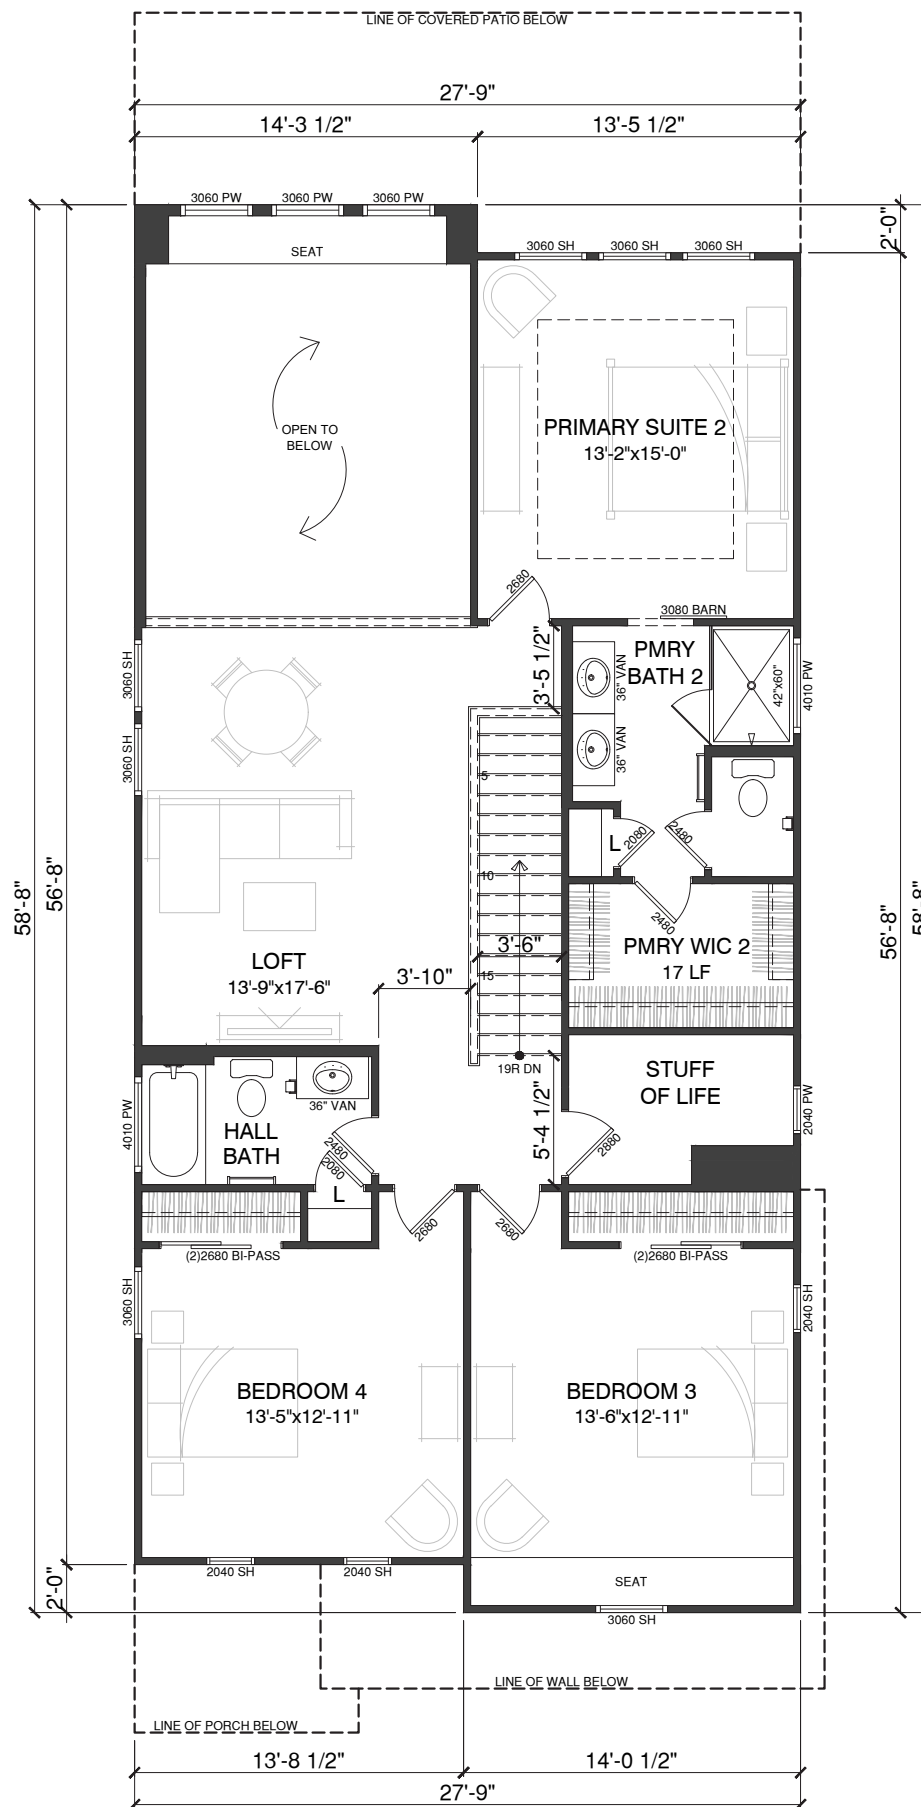 LINE OF COVERED PATIO BELOW
27'-9"
14'-3 1/2"
13'-5 1/2"
3060 PW
3060 PW
3060 PW
2'-0"
SEAT
3060 SH
3060 SH
3060 SH
OPEN TO
BELOW
PRIMARY SUITE 2
13'-2"x15'-0"
2680
3080 BARN
3'-5 1/2"
3060 SH
3060 SH
36" VAN
36" VAN
PMRY
BATH 2
42"x60"
4010 PW
5
10
15
L
2080
2480
2480
58'-8"
56'-8"
56'-8"
58'-8"
3'-6"
PMRY WIC 2
17 LF
LOFT
13'-9"x17'-6"
3'-10"
19R DN
5'-4 1/2"
STUFF
OF LIFE
2040 PW
2880
4010 PW
36" VAN
HALL
BATH
2480
2080
L
2680
2680
(2)2680 BI-PASS
(2)2680 BI-PASS
3060 SH
2040 SH
BEDROOM 4
13'-5"x12'-11"
BEDROOM 3
13'-6"x12'-11"
2040 SH
2040 SH
2'-0"
SEAT
3060 SH
LINE OF WALL BELOW
LINE OF PORCH BELOW
13'-8 1/2"
14'-0 1/2"
27'-9"